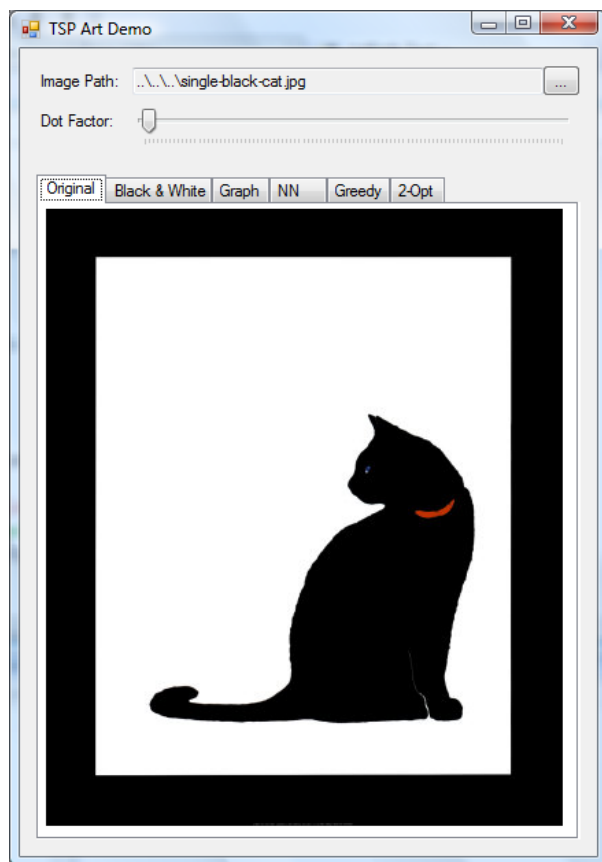 TSP Art Demo
Image Path: ..\..\..\single-black-cat.jpg ...
Dot Factor:
Original Black & White Graph NN Greedy 2-Opt